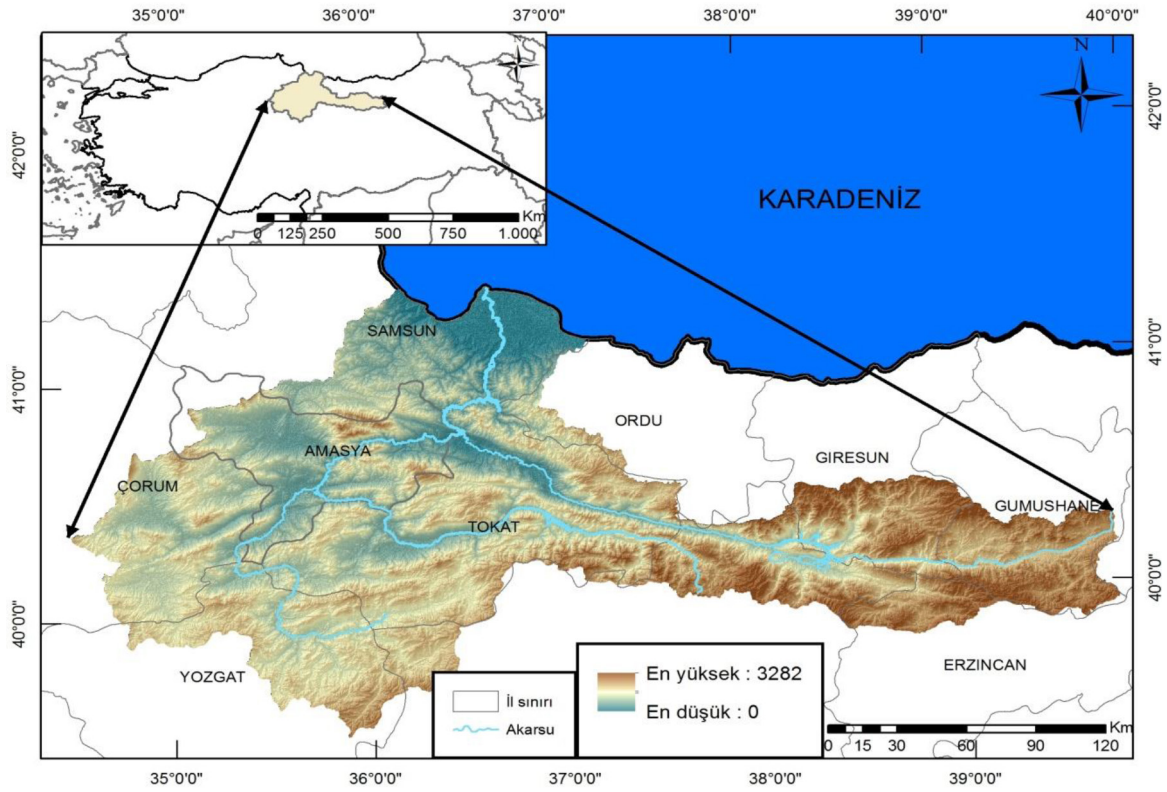 35°0'0" 36°0'0" 37°0'0" 38°0'0" 39°0'0" 40°0'0"
N
N
42°0'0"
42°0'0"
KARADENİZ
Km
0 125 250 500 750 1.000
SAMSUN
41°0'0"
41°0'0"
ORDU
AMASYA
GIRESUN
ÇORUM
GUMUSHANE
TOKAT
40°0'0"
40°0'0"
YOZGAT
ERZINCAN
En yüksek : 3282
En düşük : 0
İl sınırı
Akarsu
Km
0 15 30 60 90 120
35°0'0" 36°0'0" 37°0'0" 38°0'0" 39°0'0"